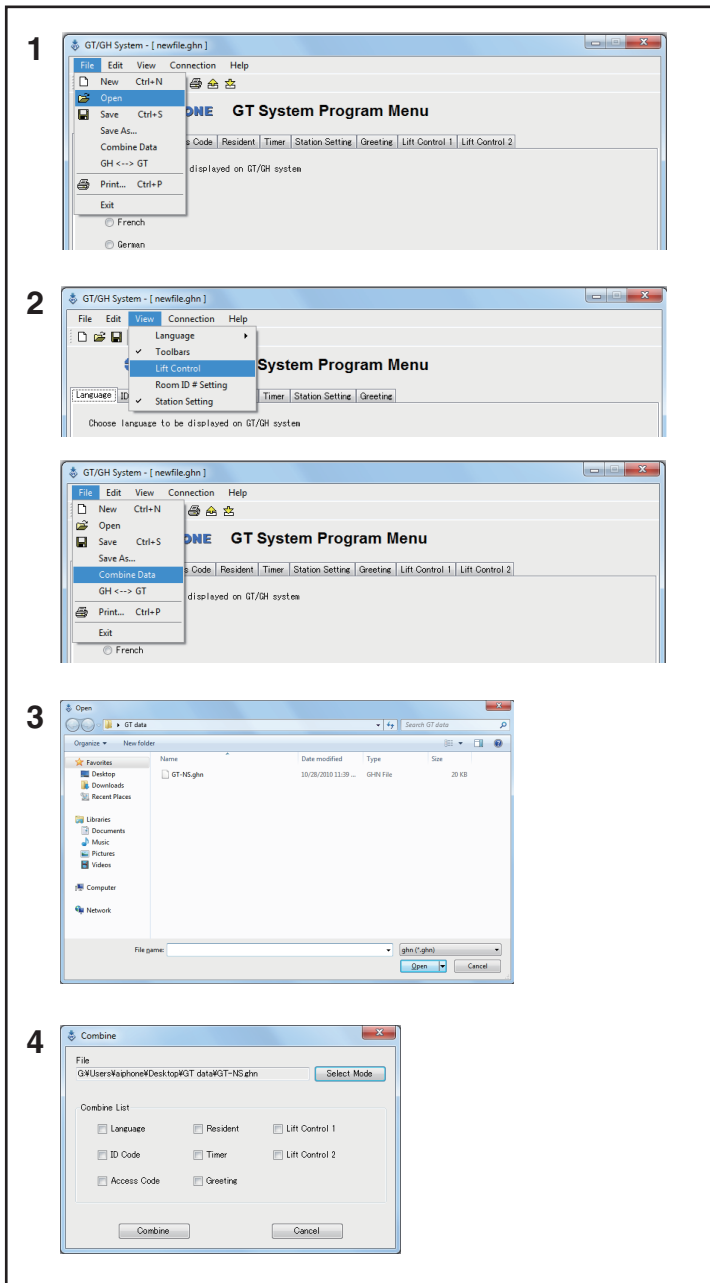 1
GT/GH System - [ newfile.ghn ]
File Edit View Connection Help
New Ctrl+N
Open
Save Ctrl+S
Save As...
Combine Data
GH <--> GT
Print... Ctrl+P
Exit
ONE GT System Program Menu
s Code Resident Timer Station Setting Greeting Lift Control 1 Lift Control 2
displayed on GT/GH system
French
German
2
GT/GH System - [ newfile.ghn ]
File Edit View Connection Help
Language
Toolbars
Lift Control
Room ID # Setting
Station Setting
System Program Menu
Language ID Timer Station Setting Greeting
Choose language to be displayed on GT/GH system
GT/GH System - [ newfile.ghn ]
File Edit View Connection Help
New Ctrl+N
Open
Save Ctrl+S
Save As...
Combine Data
GH <--> GT
Print... Ctrl+P
Exit
ONE GT System Program Menu
s Code Resident Timer Station Setting Greeting Lift Control 1 Lift Control 2
displayed on GT/GH system
French
3
Open
GT data
Search GT data
Organize New folder
Favorites
Desktop
Downloads
Recent Places
Libraries
Documents
Music
Pictures
Videos
Computer
Network
Name Date modified Type Size
GT-NS.ghn 10/28/2010 11:39 ... GHN File 20 KB
File name: ghn (*.ghn)
Open Cancel
4
Combine
File
G:¥Users¥aiphone¥Desktop¥GT data¥GT-NS.ghn Select Mode
Combine List
Language Resident Lift Control 1
ID Code Timer Lift Control 2
Access Code Greeting
Combine Cancel